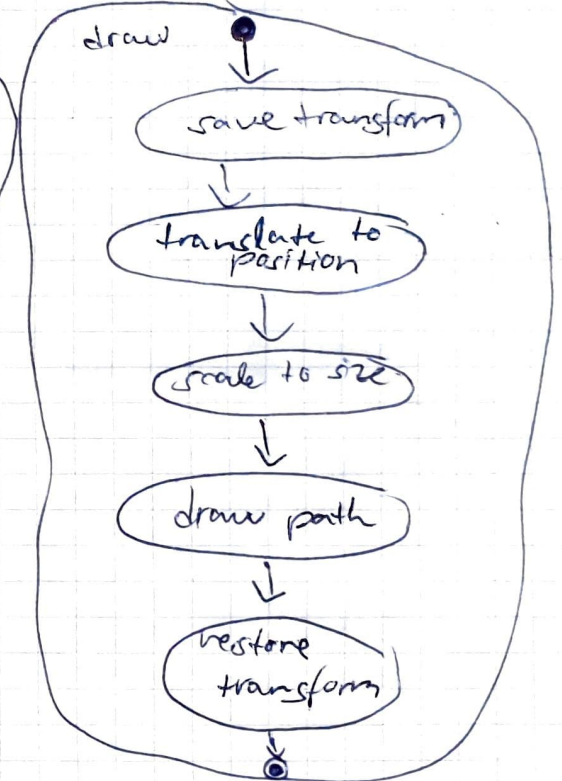 draw
save transform
translate to
position
scale to size
draw path
restore
transform